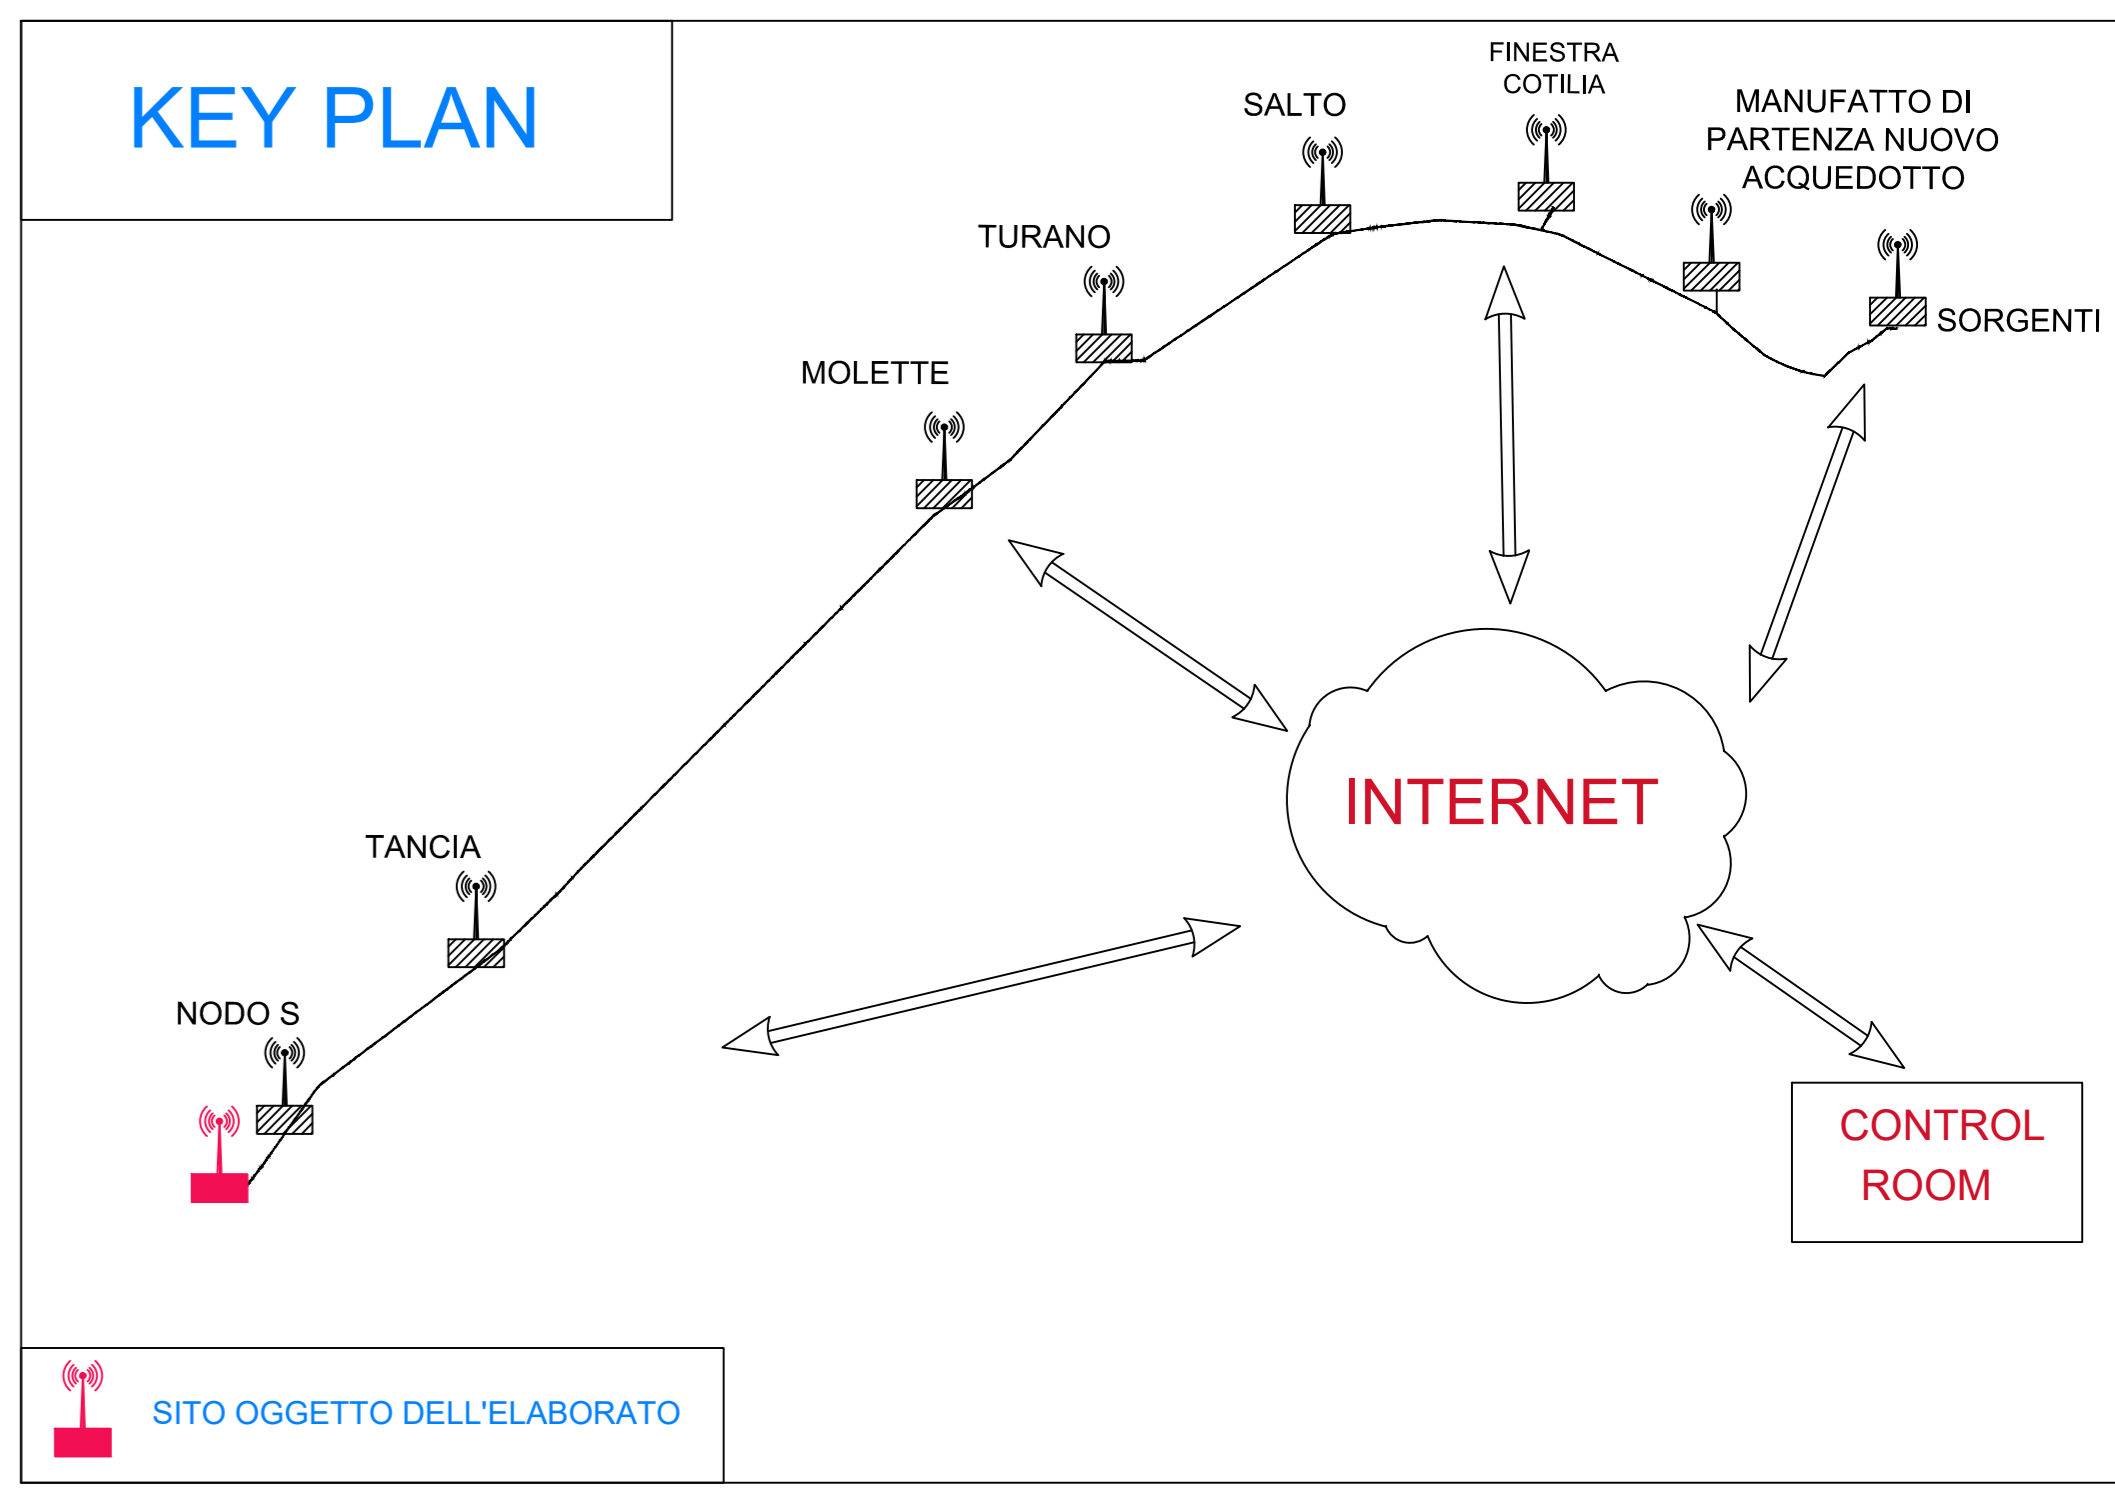 KEY PLAN
FINESTRA
COTILIA
SALTO
MANUFATTO DI
PARTENZA NUOVO
ACQUEDOTTO
TURANO
SORGENTI
MOLETTE
INTERNET
TANCIA
NODO S
CONTROL
ROOM
SITO OGGETTO DELL'ELABORATO